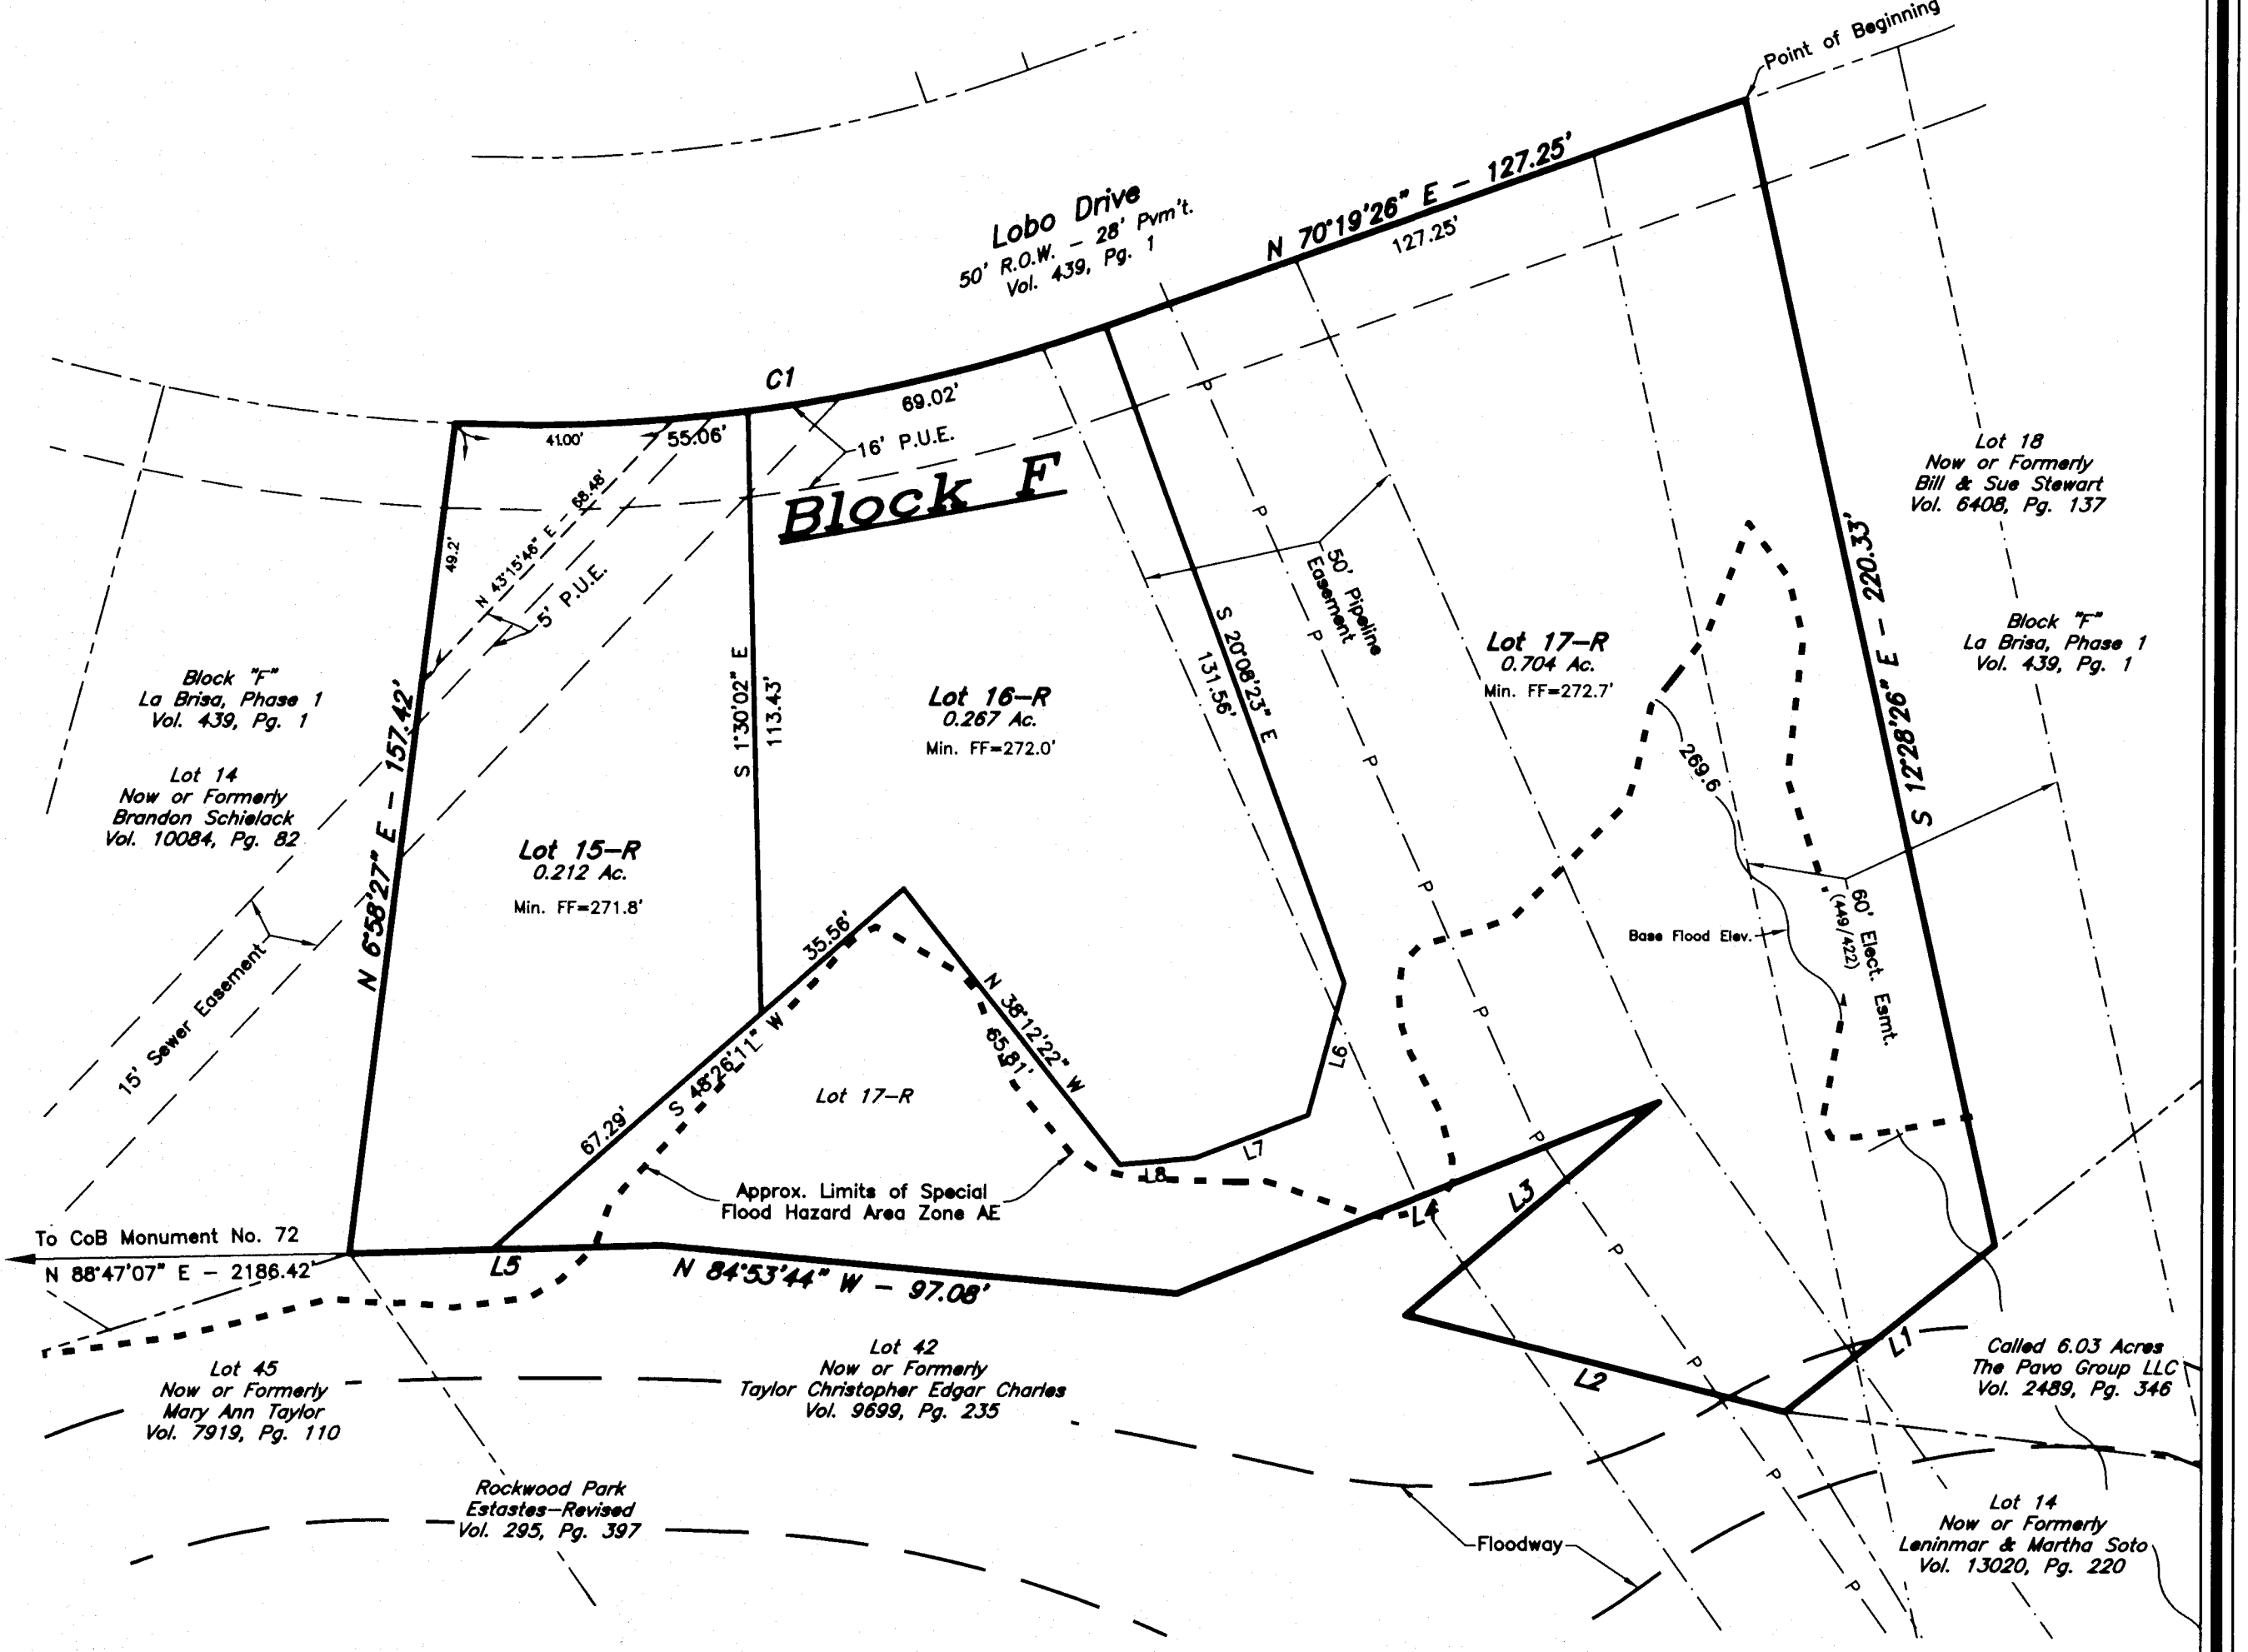 Point of Beginning
Lobo Drive
50' R.O.W. - 28' Pvm't.
Vol. 439, Pg. 1
N 70°19'26" E - 127.25'
127.25'
C1
69.02'
41.00'
55.06'
16' P.U.E.
Block F
49.2'
N 43°15'46" E - 68.48'
5' P.U.E.
50' Pipeline
Easement
P P P P P P P P P P P P P
Lot 18
Now or Formerly
Bill & Sue Stewart
Vol. 6408, Pg. 137
S 12°28'26" E - 220.33'
Block "F"
La Brisa, Phase 1
Vol. 439, Pg. 1
Block "F"
La Brisa, Phase 1
Vol. 439, Pg. 1
Lot 14
Now or Formerly
Brandon Schielack
Vol. 10084, Pg. 82
N 6°58'27" E - 157.42'
S 1°30'02" E
113.43'
Lot 16-R
0.267 Ac.
Min. FF=272.0'
S 20°08'23" E
131.56'
Lot 17-R
0.704 Ac.
Min. FF=272.7'
269.6
Lot 15-R
0.212 Ac.
Min. FF=271.8'
15' Sewer Easement
35.56'
S 48°26'11" W
67.29'
N 38°12'22" W
65.81'
Lot 17-R
L6
L7
L8
L4
L3
Base Flood Elev.
60' Elect. Esmt.
(449/422)
Approx. Limits of Special
Flood Hazard Area Zone AE
To CoB Monument No. 72
N 88°47'07" E - 2186.42'
L5
N 84°53'44" W - 97.08'
L2
L1
Called 6.03 Acres
The Pavo Group LLC
Vol. 2489, Pg. 346
Lot 45
Now or Formerly
Mary Ann Taylor
Vol. 7919, Pg. 110
Lot 42
Now or Formerly
Taylor Christopher Edgar Charles
Vol. 9699, Pg. 235
Rockwood Park
Estastes-Revised
Vol. 295, Pg. 397
Floodway
Lot 14
Now or Formerly
Leninmar & Martha Soto
Vol. 13020, Pg. 220